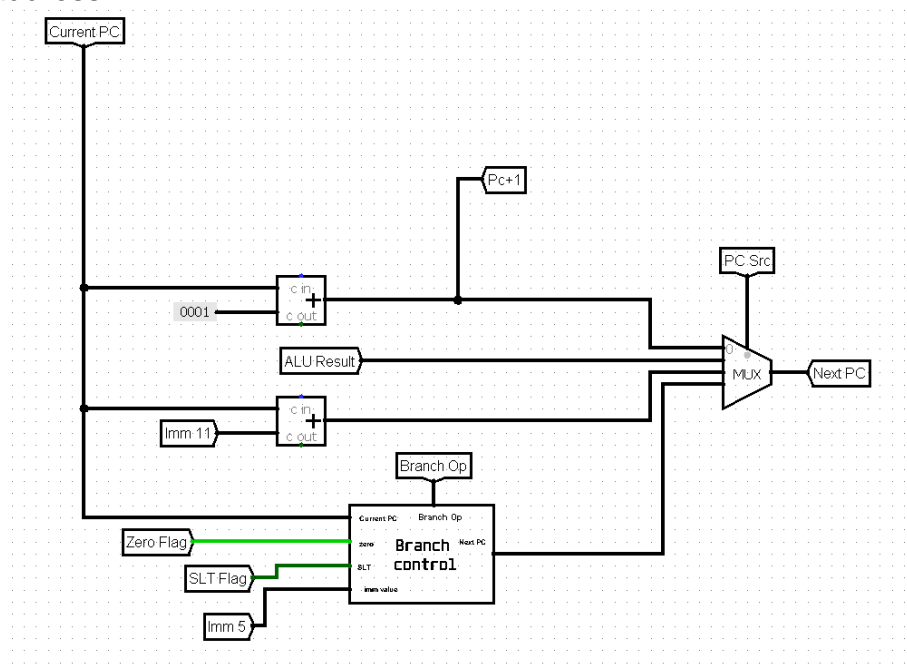 Current PC
Pc+1
PC Src
c in
+
0001
c out
0
ALU Result
MUX
Next PC
c in
+
Imm 11
c out
Branch Op
Current PC
Branch Op
Zero Flag
zero
Branch
Next PC
control
SLT Flag
SLT
imm value
Imm 5